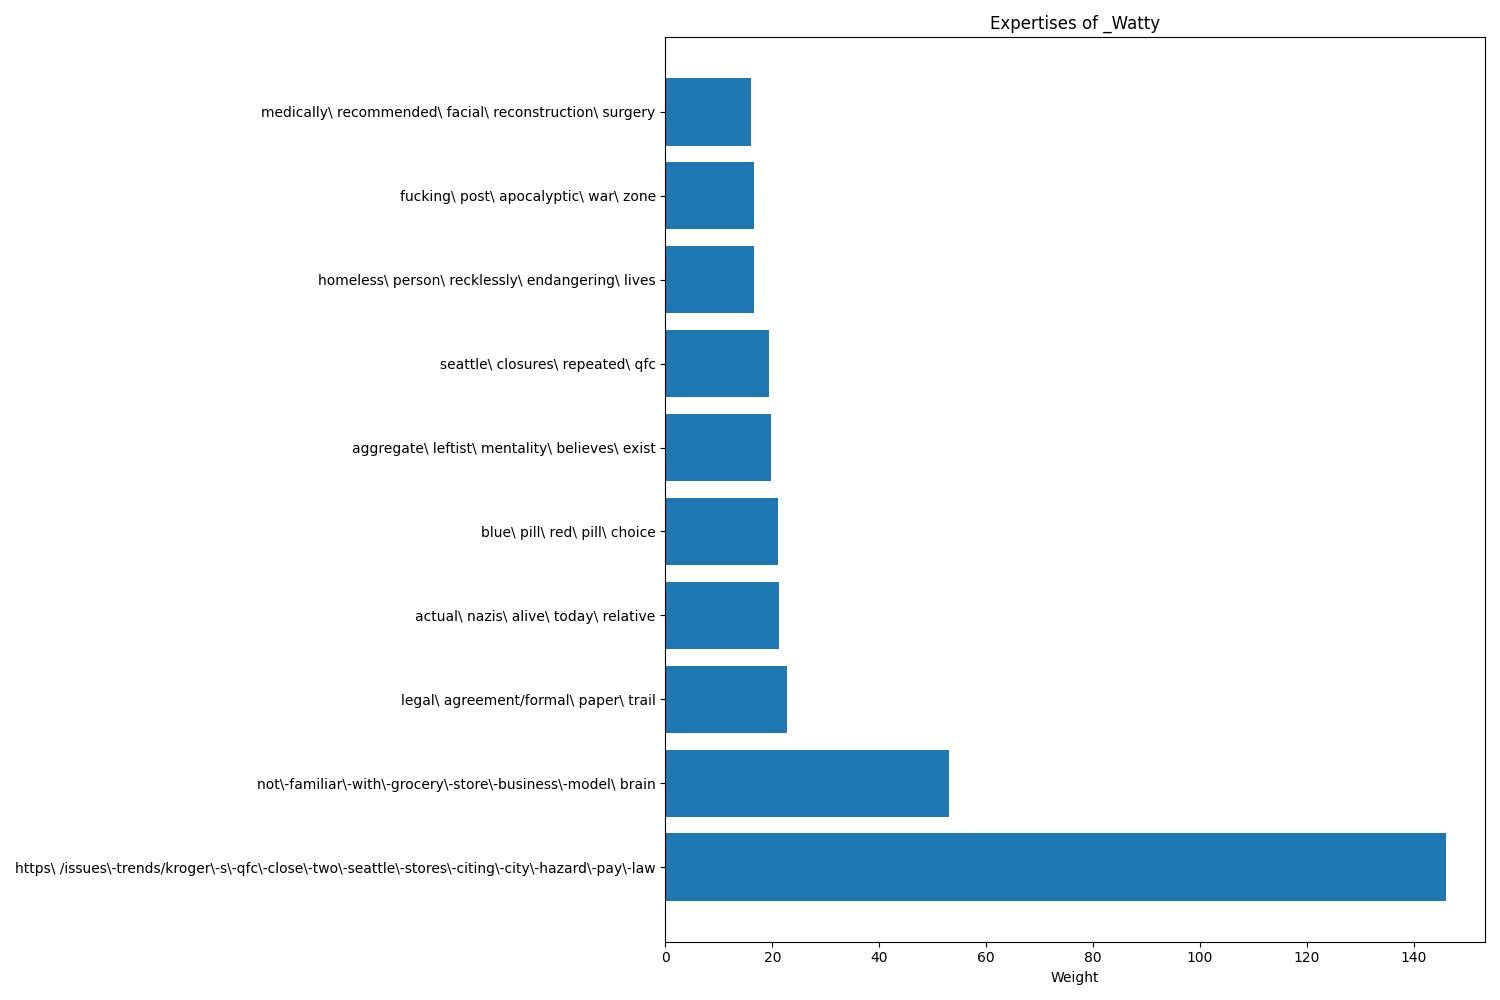 Expertises of _Watty
medically\ recommended\ facial\ reconstruction\ surgery
fucking\ post\ apocalyptic\ war\ zone
homeless\ person\ recklessly\ endangering\ lives
seattle\ closures\ repeated\ qfc
aggregate\ leftist\ mentality\ believes\ exist
blue\ pill\ red\ pill\ choice
actual\ nazis\ alive\ today\ relative
legal\ agreement/formal\ paper\ trail
not\-familiar\-with\-grocery\-store\-business\-model\ brain
https\ /issues\-trends/kroger\-s\-qfc\-close\-two\-seattle\-stores\-citing\-city\-hazard\-pay\-law
0 20 40 60 80 100 120 140
Weight